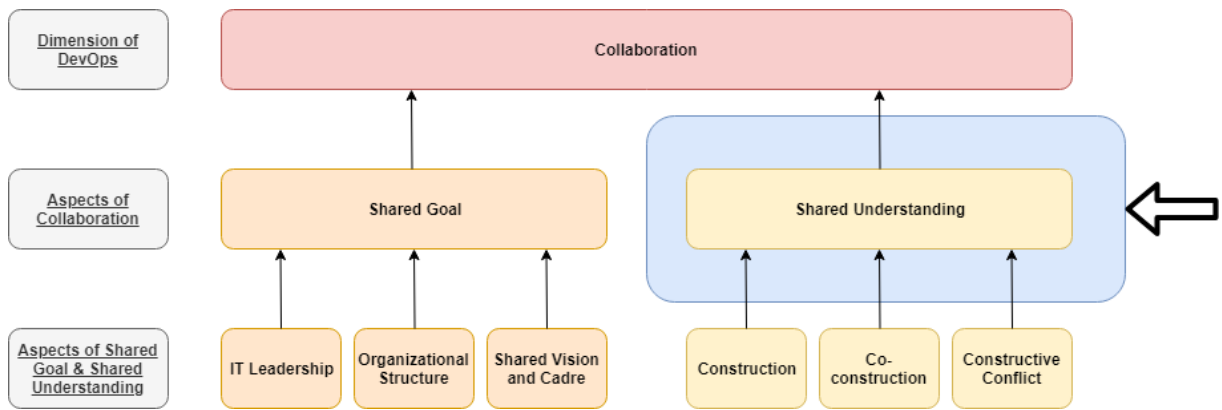 Dimension of
DevOps
Collaboration
Aspects of
Collaboration
Shared Goal
Shared Understanding
Aspects of Shared
Goal & Shared
Understanding
IT Leadership
Organizational
Structure
Shared Vision
and Cadre
Construction
Co-
construction
Constructive
Conflict